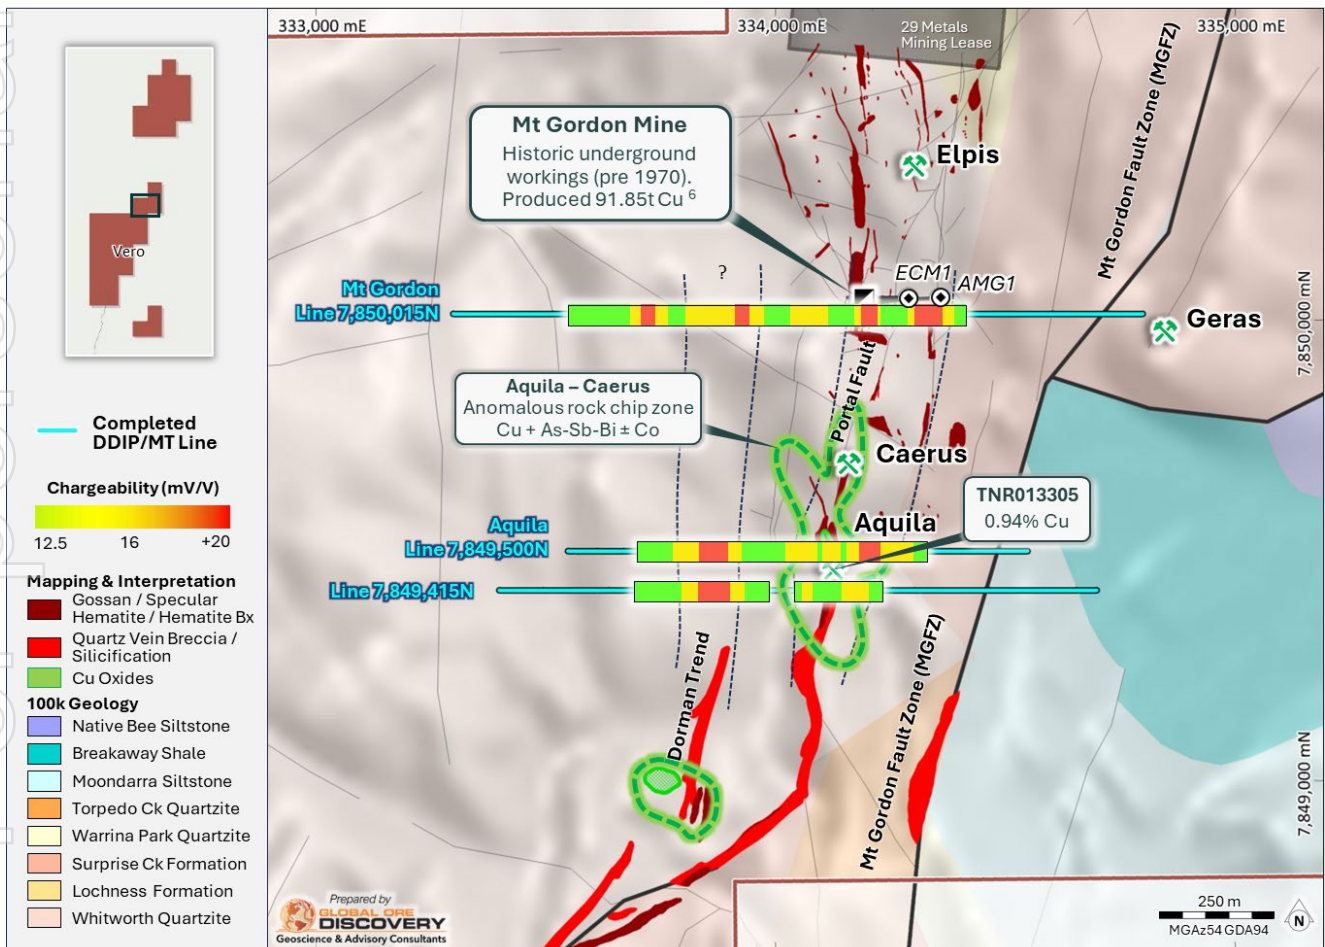 333,000 mE
334,000 mE
335,000 mE
29 Metals
Mining Lease
Mt Gordon Fault Zone (MGFZ)
Mt Gordon Mine
Historic underground
workings (pre 1970).
Produced 91.85t Cu 6
Elpis
Vero
?
ECM1
AMG1
Mt Gordon
Line 7,850,015N
Geras
7,850,000 mN
Portal Fault
Aquila – Caerus
Anomalous rock chip zone
Cu + As-Sb-Bi ± Co
Caerus
TNR013305
0.94% Cu
Aquila
Aquila
Line 7,849,500N
Line 7,849,415N
Completed
DDIP/MT Line
Chargeability (mV/V)
12.5 16 +20
Mapping & Interpretation
Gossan / Specular
Hematite / Hematite Bx
Quartz Vein Breccia /
Silicification
Cu Oxides
100k Geology
Native Bee Siltstone
Breakaway Shale
Moondarra Siltstone
Torpedo Ck Quartzite
Warrina Park Quartzite
Surprise Ck Formation
Lochness Formation
Whitworth Quartzite
Dorman Trend
Mt Gordon Fault Zone (MGFZ)
7,849,000 mN
Prepared by
GLOBAL ORE
DISCOVERY
Geoscience & Advisory Consultants
250 m
MGAz54 GDA94
N